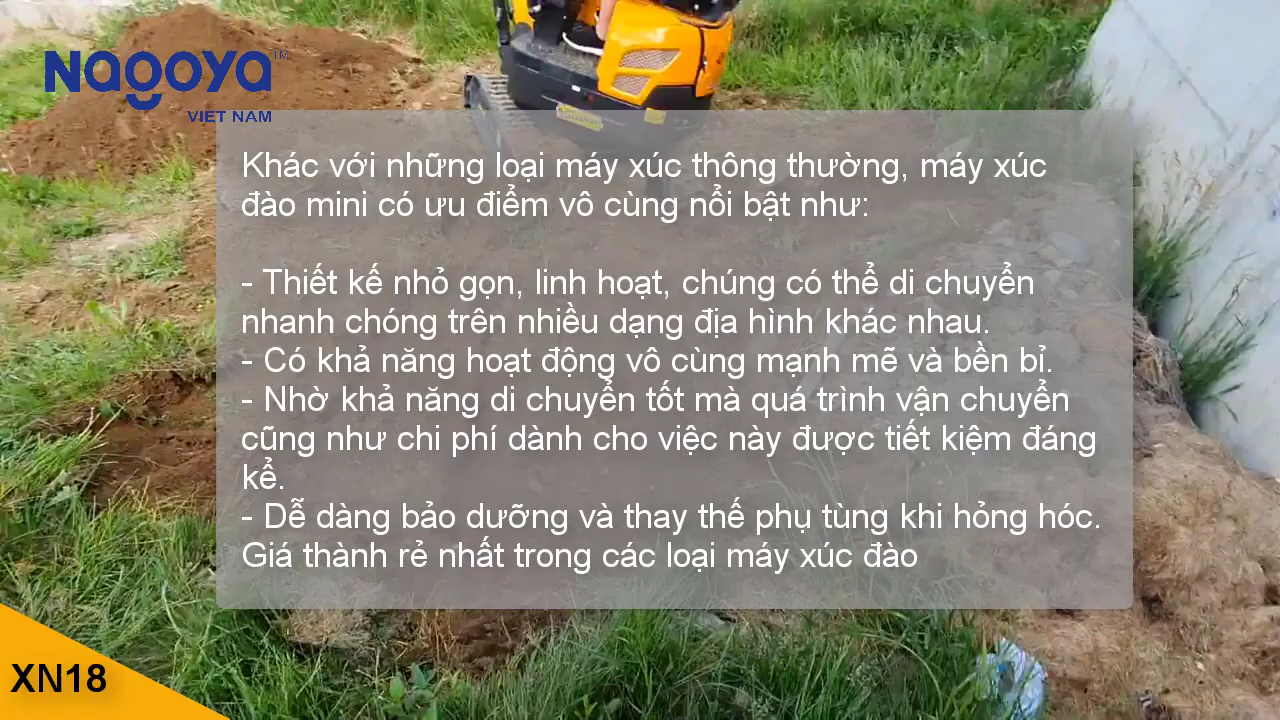 Nagoya™
VIET NAM
Khác với những loại máy xúc thông thường, máy xúc
đào mini có ưu điểm vô cùng nổi bật như:
- Thiết kế nhỏ gọn, linh hoạt, chúng có thể di chuyển
nhanh chóng trên nhiều dạng địa hình khác nhau.
- Có khả năng hoạt động vô cùng mạnh mẽ và bền bỉ.
- Nhờ khả năng di chuyển tốt mà quá trình vận chuyển
cũng như chi phí dành cho việc này được tiết kiệm đáng
kể.
- Dễ dàng bảo dưỡng và thay thế phụ tùng khi hỏng hóc.
Giá thành rẻ nhất trong các loại máy xúc đào
XN18